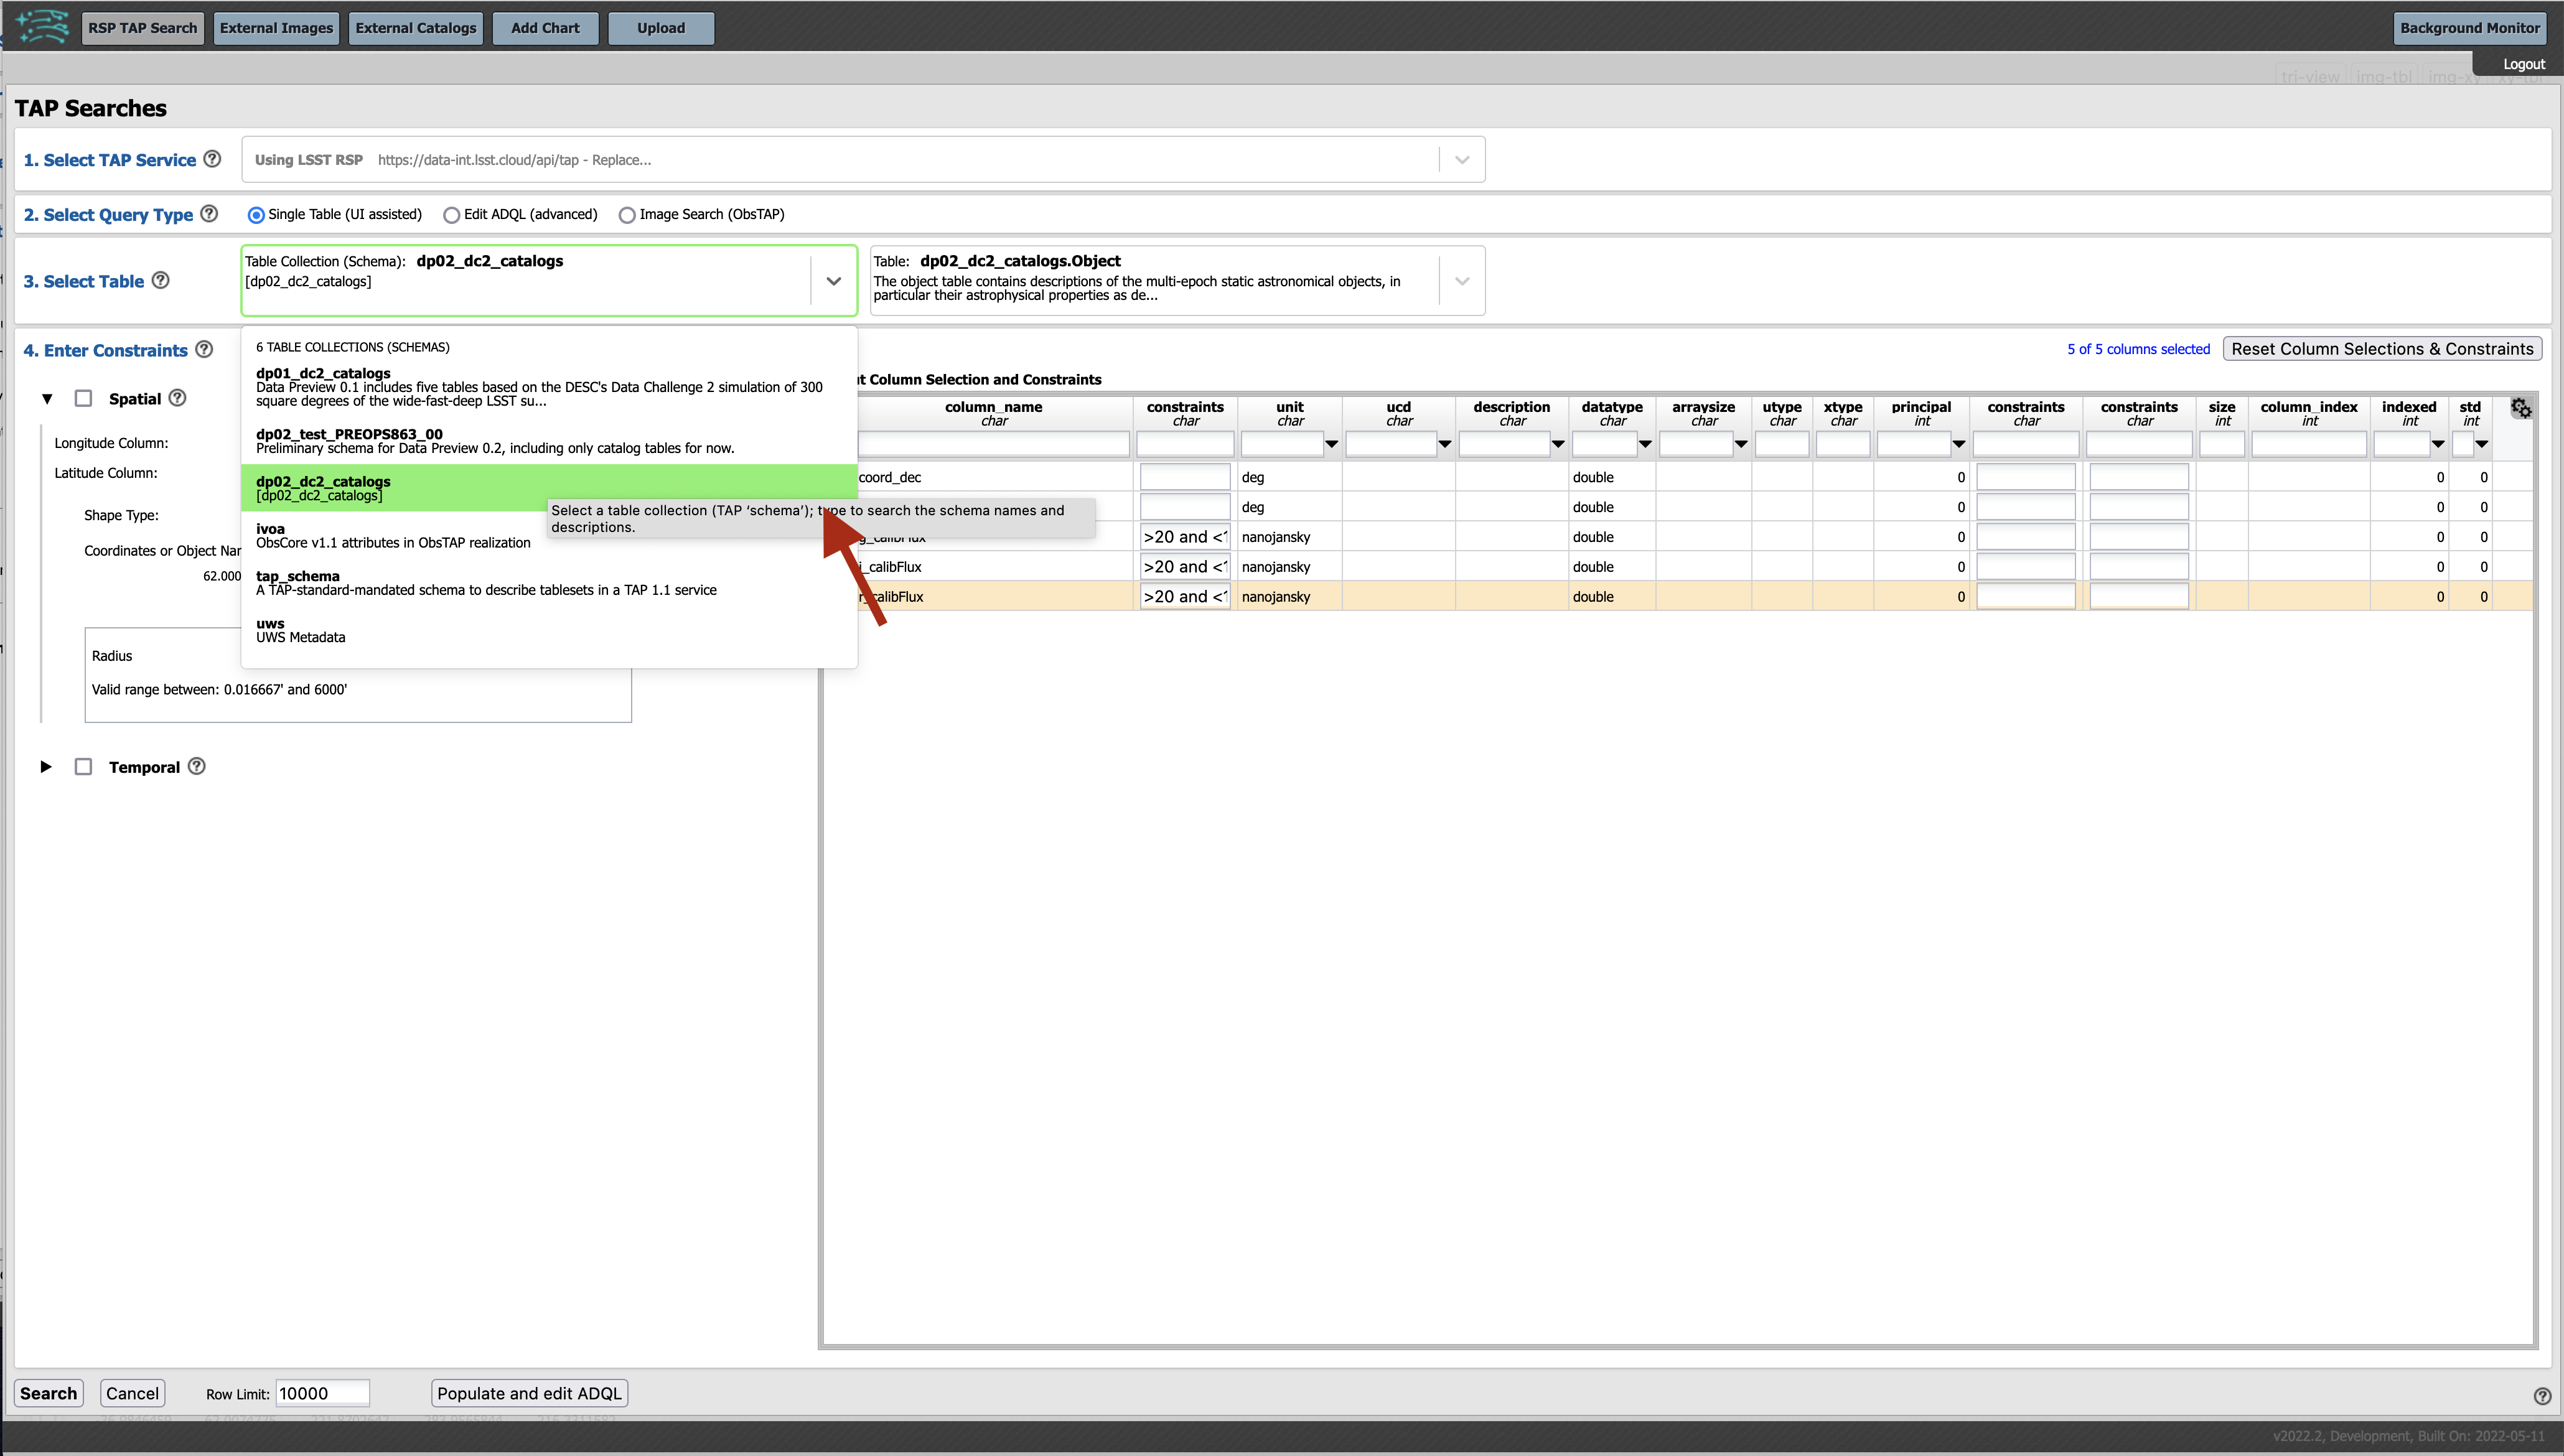 RSP TAP Search External Images External Catalogs Add Chart Upload Background Monitor
Logout
tri-view img-tbl img-xy xy-tbl
TAP Searches
1. Select TAP Service Using LSST RSP https://data-int.lsst.cloud/api/tap - Replace...
2. Select Query Type Single Table (UI assisted) Edit ADQL (advanced) Image Search (ObsTAP)
3. Select Table
Table Collection (Schema): dp02_dc2_catalogs
[dp02_dc2_catalogs]
Table: dp02_dc2_catalogs.Object
The object table contains descriptions of the multi-epoch static astronomical objects, in
particular their astrophysical properties as de...
4. Enter Constraints
5 of 5 columns selected Reset Column Selections & Constraints
6 TABLE COLLECTIONS (SCHEMAS)
dp01_dc2_catalogs
Data Preview 0.1 includes five tables based on the DESC's Data Challenge 2 simulation of 300
square degrees of the wide-fast-deep LSST su...
dp02_test_PREOPS863_00
Preliminary schema for Data Preview 0.2, including only catalog tables for now.
dp02_dc2_catalogs
[dp02_dc2_catalogs]
Select a table collection (TAP ‘schema’); type to search the schema names and
descriptions.
ivoa
ObsCore v1.1 attributes in ObsTAP realization
tap_schema
A TAP-standard-mandated schema to describe tablesets in a TAP 1.1 service
uws
UWS Metadata
Spatial
Longitude Column:
Latitude Column:
Shape Type:
Coordinates or Object Nar
62.000
Radius
Valid range between: 0.016667' and 6000'
Temporal
t Column Selection and Constraints
column_name constraints unit ucd description datatype arraysize utype xtype principal constraints constraints size column_index indexed std
char char char char char char char char char int char char int int int int
coord_dec deg double 0 0 0
deg double 0 0 0
g_calibFlux >20 and <1 nanojansky double 0 0 0
i_calibFlux >20 and <1 nanojansky double 0 0 0
r_calibFlux >20 and <1 nanojansky double 0 0 0
Search Cancel Row Limit: 10000 Populate and edit ADQL
v2022.2, Development, Built On: 2022-05-11